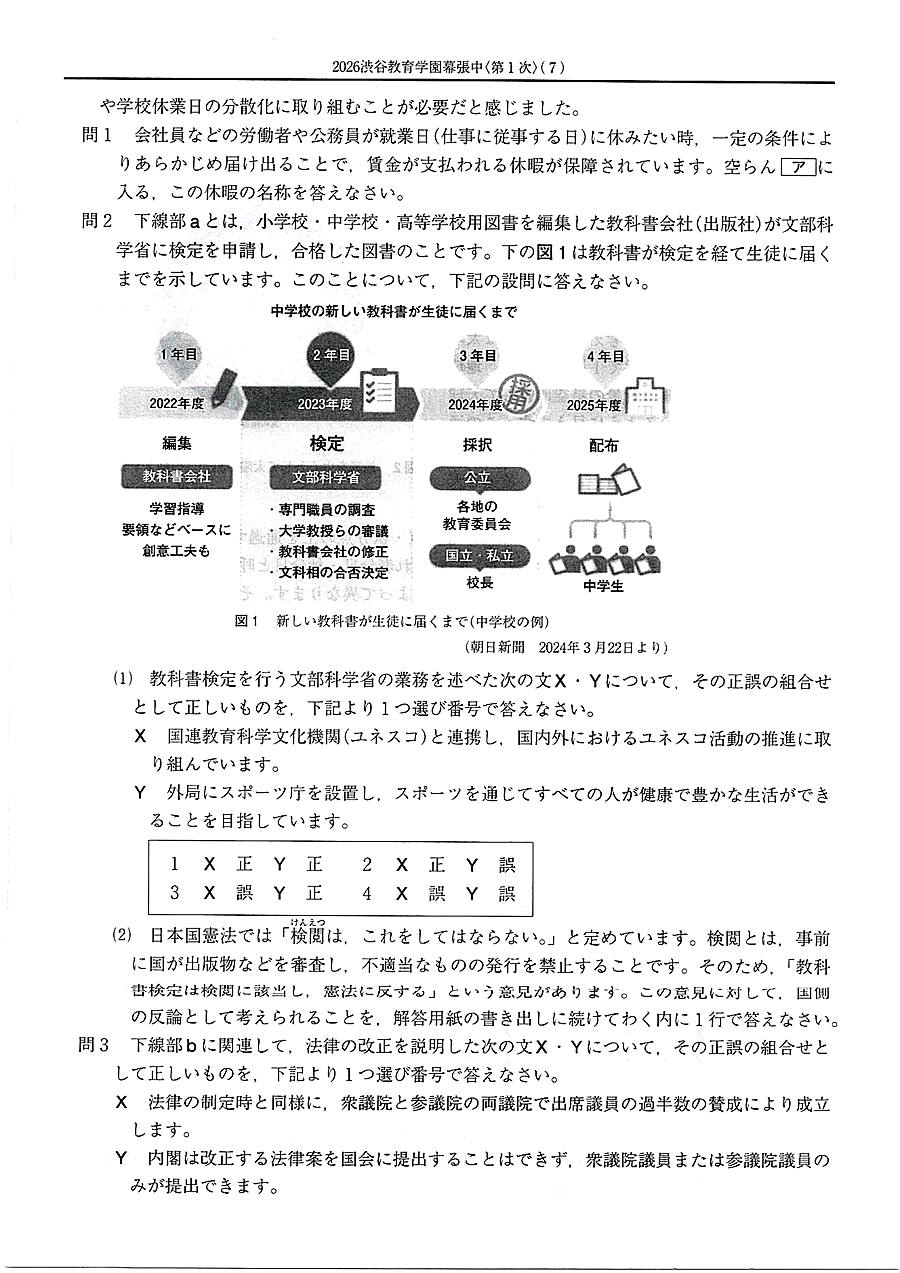 2026渋谷教育学園幕張中〈第1次〉(7)
や学校休業日の分散化に取り組むことが必要だと感じました。
問1 会社員などの労働者や公務員が就業日(仕事に従事する日)に休みたい時，一定の条件によ
りあらかじめ届け出ることで，賃金が支払われる休暇が保障されています。空らん ア に
入る，この休暇の名称を答えなさい。
問2 下線部aとは，小学校・中学校・高等学校用図書を編集した教科書会社(出版社)が文部科
学省に検定を申請し，合格した図書のことです。下の図1は教科書が検定を経て生徒に届く
までを示しています。このことについて，下記の設問に答えなさい。
中学校の新しい教科書が生徒に届くまで
1年目 2年目 3年目 4年目
2022年度 2023年度 2024年度 採用 2025年度
編集 検定 採択 配布
教科書会社 文部科学省 公立
学習指導
要領などベースに
創意工夫も
・専門職員の調査
・大学教授らの審議
・教科書会社の修正
・文科相の合否決定
各地の
教育委員会
国立・私立
校長
中学生
図1 新しい教科書が生徒に届くまで(中学校の例)
(朝日新聞 2024年3月22日より)
(1) 教科書検定を行う文部科学省の業務を述べた次の文X・Yについて，その正誤の組合せ
として正しいものを，下記より1つ選び番号で答えなさい。
X 国連教育科学文化機関(ユネスコ)と連携し，国内外におけるユネスコ活動の推進に取
り組んでいます。
Y 外局にスポーツ庁を設置し，スポーツを通じてすべての人が健康で豊かな生活ができ
ることを目指しています。
1 X 正 Y 正 2 X 正 Y 誤
3 X 誤 Y 正 4 X 誤 Y 誤
(2) 日本国憲法では「検閲は，これをしてはならない。」と定めています。検閲とは，事前
に国が出版物などを審査し，不適当なものの発行を禁止することです。そのため，「教科
書検定は検閲に該当し，憲法に反する」という意見があります。この意見に対して，国側
の反論として考えられることを，解答用紙の書き出しに続けてわく内に1行で答えなさい。
問3 下線部bに関連して，法律の改正を説明した次の文X・Yについて，その正誤の組合せと
して正しいものを，下記より1つ選び番号で答えなさい。
X 法律の制定時と同様に，衆議院と参議院の両議院で出席議員の過半数の賛成により成立
します。
Y 内閣は改正する法律案を国会に提出することはできず，衆議院議員または参議院議員の
みが提出できます。